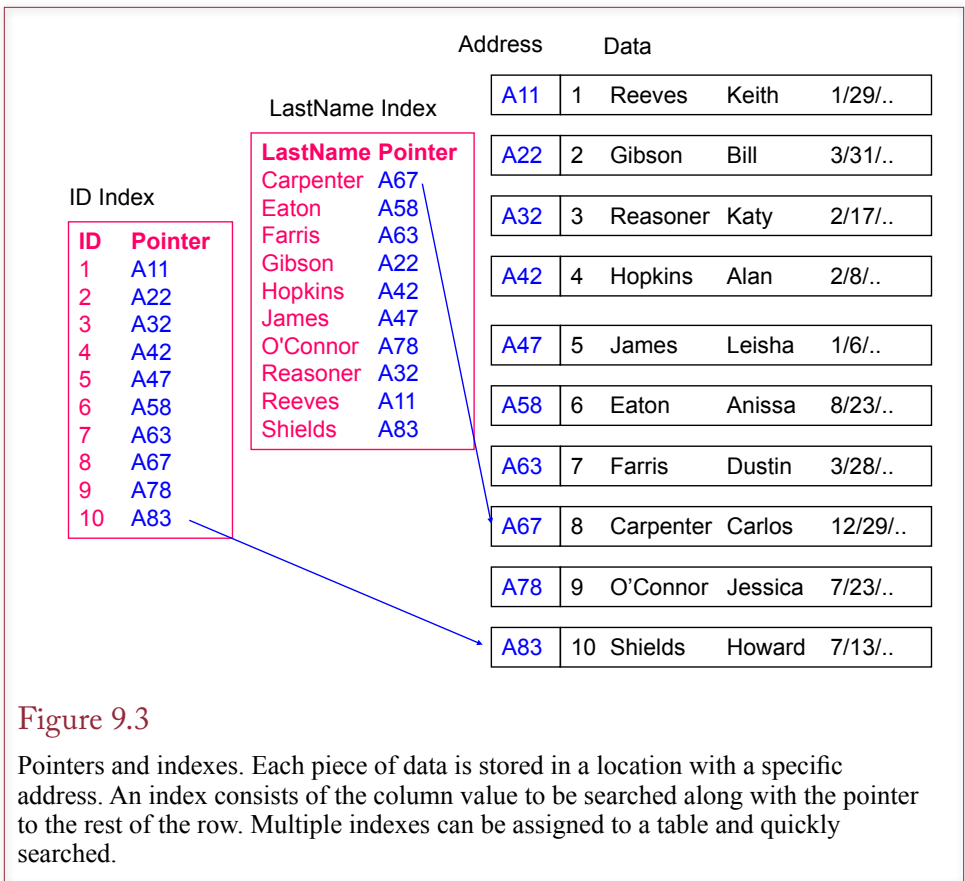 Address Data
A11 1 Reeves Keith 1/29/..
A22 2 Gibson Bill 3/31/..
A32 3 Reasoner Katy 2/17/..
A42 4 Hopkins Alan 2/8/..
A47 5 James Leisha 1/6/..
A58 6 Eaton Anissa 8/23/..
A63 7 Farris Dustin 3/28/..
A67 8 Carpenter Carlos 12/29/..
A78 9 O’Connor Jessica 7/23/..
A83 10 Shields Howard 7/13/..
LastName Index
LastName Pointer
Carpenter A67
Eaton A58
Farris A63
Gibson A22
Hopkins A42
James A47
O'Connor A78
Reasoner A32
Reeves A11
Shields A83
ID Index
ID Pointer
1 A11
2 A22
3 A32
4 A42
5 A47
6 A58
7 A63
8 A67
9 A78
10 A83
Figure 9.3
Pointers and indexes. Each piece of data is stored in a location with a specific
address. An index consists of the column value to be searched along with the pointer
to the rest of the row. Multiple indexes can be assigned to a table and quickly
searched.